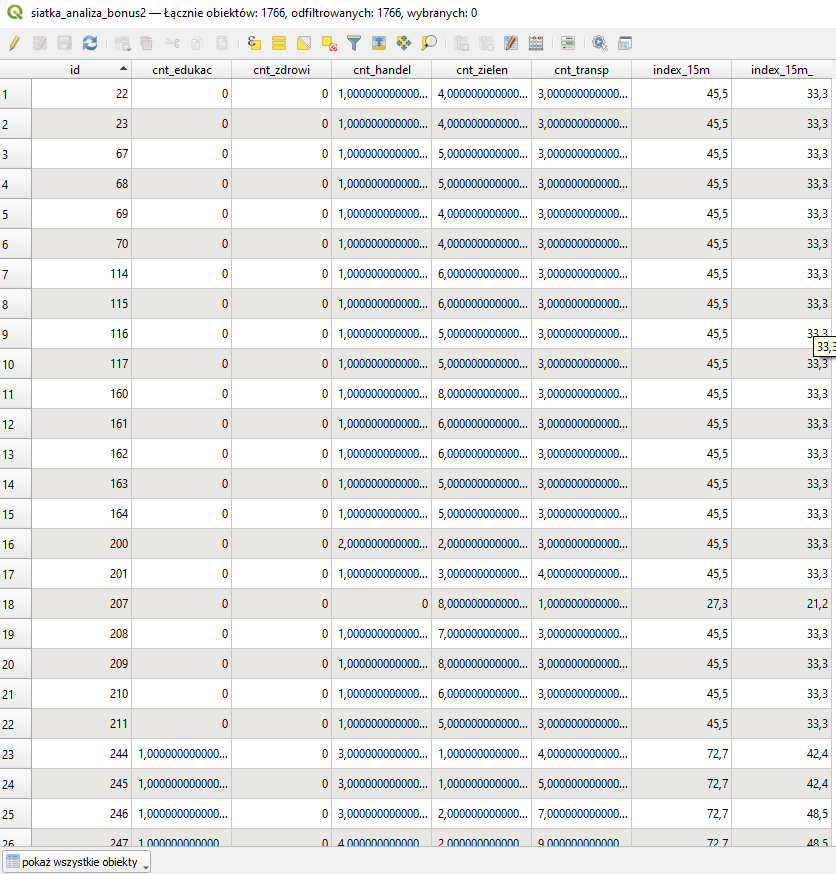 siatka_analiza_bonus2 — Łącznie obiektów: 1766, odfiltrowanych: 1766, wybranych: 0
id cnt_edukac cnt_zdrowi cnt_handel cnt_zielen cnt_transp index_15m index_15m_
1 22 0 0 1,000000000000... 4,000000000000... 3,000000000000... 45,5 33,3
2 23 0 0 1,000000000000... 4,000000000000... 3,000000000000... 45,5 33,3
3 67 0 0 1,000000000000... 5,000000000000... 3,000000000000... 45,5 33,3
4 68 0 0 1,000000000000... 5,000000000000... 3,000000000000... 45,5 33,3
5 69 0 0 1,000000000000... 4,000000000000... 3,000000000000... 45,5 33,3
6 70 0 0 1,000000000000... 4,000000000000... 3,000000000000... 45,5 33,3
7 114 0 0 1,000000000000... 6,000000000000... 3,000000000000... 45,5 33,3
8 115 0 0 1,000000000000... 6,000000000000... 3,000000000000... 45,5 33,3
9 116 0 0 1,000000000000... 5,000000000000... 3,000000000000... 45,5 33,3
33,3
10 117 0 0 1,000000000000... 5,000000000000... 3,000000000000... 45,5 33,3
11 160 0 0 1,000000000000... 8,000000000000... 3,000000000000... 45,5 33,3
12 161 0 0 1,000000000000... 6,000000000000... 3,000000000000... 45,5 33,3
13 162 0 0 1,000000000000... 6,000000000000... 3,000000000000... 45,5 33,3
14 163 0 0 1,000000000000... 5,000000000000... 3,000000000000... 45,5 33,3
15 164 0 0 1,000000000000... 5,000000000000... 3,000000000000... 45,5 33,3
16 200 0 0 2,000000000000... 2,000000000000... 3,000000000000... 45,5 33,3
17 201 0 0 1,000000000000... 3,000000000000... 4,000000000000... 45,5 33,3
18 207 0 0 0 8,000000000000... 1,000000000000... 27,3 21,2
19 208 0 0 1,000000000000... 7,000000000000... 3,000000000000... 45,5 33,3
20 209 0 0 1,000000000000... 8,000000000000... 3,000000000000... 45,5 33,3
21 210 0 0 1,000000000000... 6,000000000000... 3,000000000000... 45,5 33,3
22 211 0 0 1,000000000000... 5,000000000000... 3,000000000000... 45,5 33,3
23 244 1,000000000000... 0 3,000000000000... 1,000000000000... 4,000000000000... 72,7 42,4
24 245 1,000000000000... 0 3,000000000000... 1,000000000000... 5,000000000000... 72,7 42,4
25 246 1,000000000000... 0 3,000000000000... 2,000000000000... 7,000000000000... 72,7 48,5
26 247 1,000000000000... 0 4,000000000000... 2,000000000000... 9,000000000000... 72,7 48,5
pokaż wszystkie obiekty